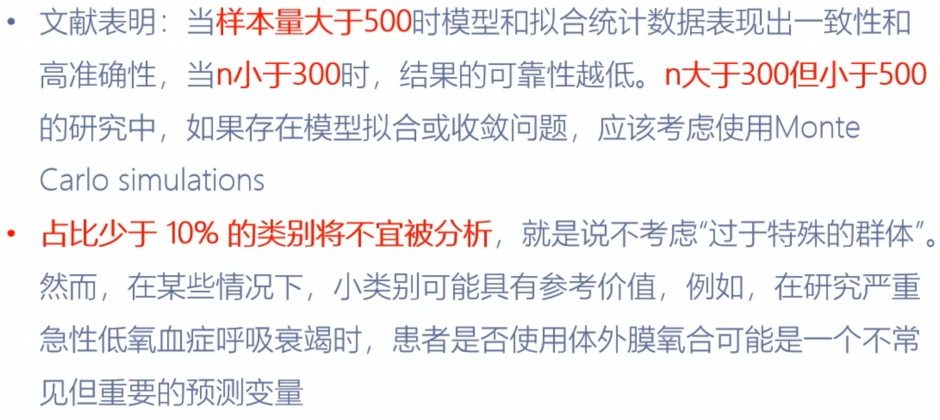 • 文献表明：当样本量大于500时模型和拟合统计数据表现出一致性和
高准确性，当n小于300时，结果的可靠性越低。n大于300但小于500
的研究中，如果存在模型拟合或收敛问题，应该考虑使用Monte
Carlo simulations
• 占比少于 10% 的类别将不宜被分析，就是说不考虑“过于特殊的群体”。
然而，在某些情况下，小类别可能具有参考价值，例如，在研究严重
急性低氧血症呼吸衰竭时，患者是否使用体外膜氧合可能是一个不常
见但重要的预测变量